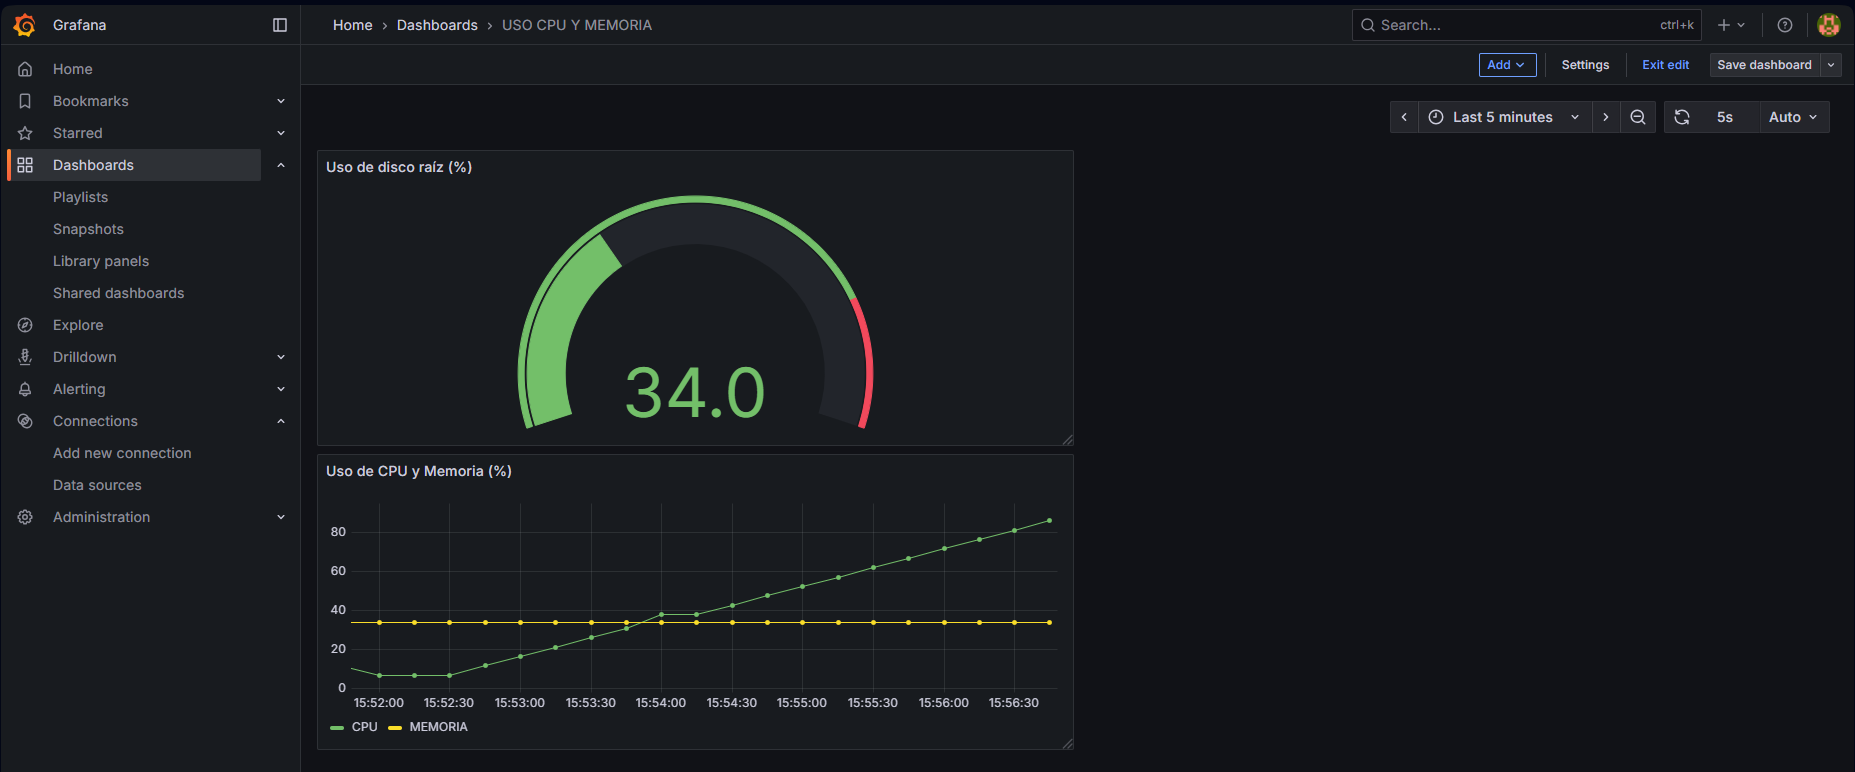 Grafana
Home › Dashboards › USO CPU Y MEMORIA
Search... ctrl+k
Add Settings Exit edit Save dashboard
Home
Bookmarks
Starred
Dashboards
Playlists
Snapshots
Library panels
Shared dashboards
Explore
Drilldown
Alerting
Connections
Add new connection
Data sources
Administration
Last 5 minutes 5s Auto
Uso de disco raíz (%)
34.0
Uso de CPU y Memoria (%)
80
60
40
20
0
15:52:00 15:52:30 15:53:00 15:53:30 15:54:00 15:54:30 15:55:00 15:55:30 15:56:00 15:56:30
CPU MEMORIA